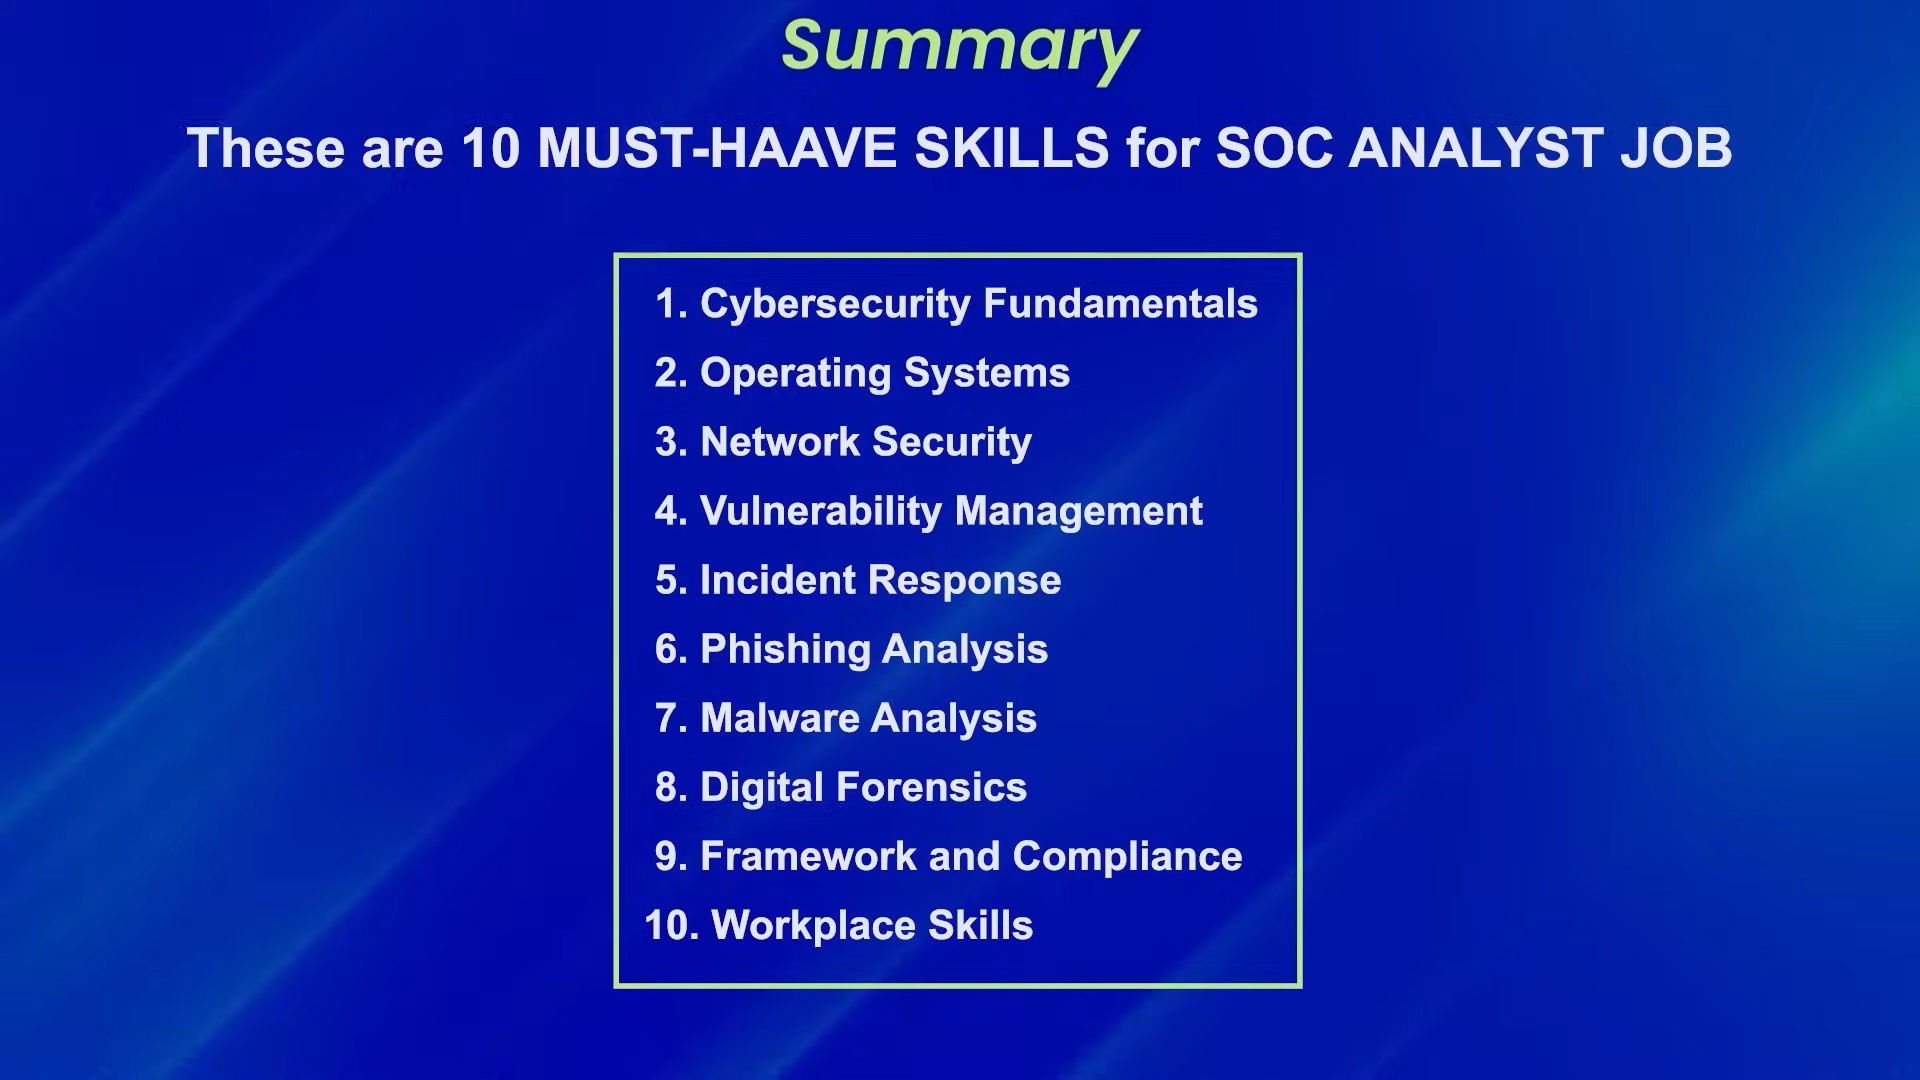 Summary
These are 10 MUST-HAAVE SKILLS for SOC ANALYST JOB
1. Cybersecurity Fundamentals
2. Operating Systems
3. Network Security
4. Vulnerability Management
5. Incident Response
6. Phishing Analysis
7. Malware Analysis
8. Digital Forensics
9. Framework and Compliance
10. Workplace Skills